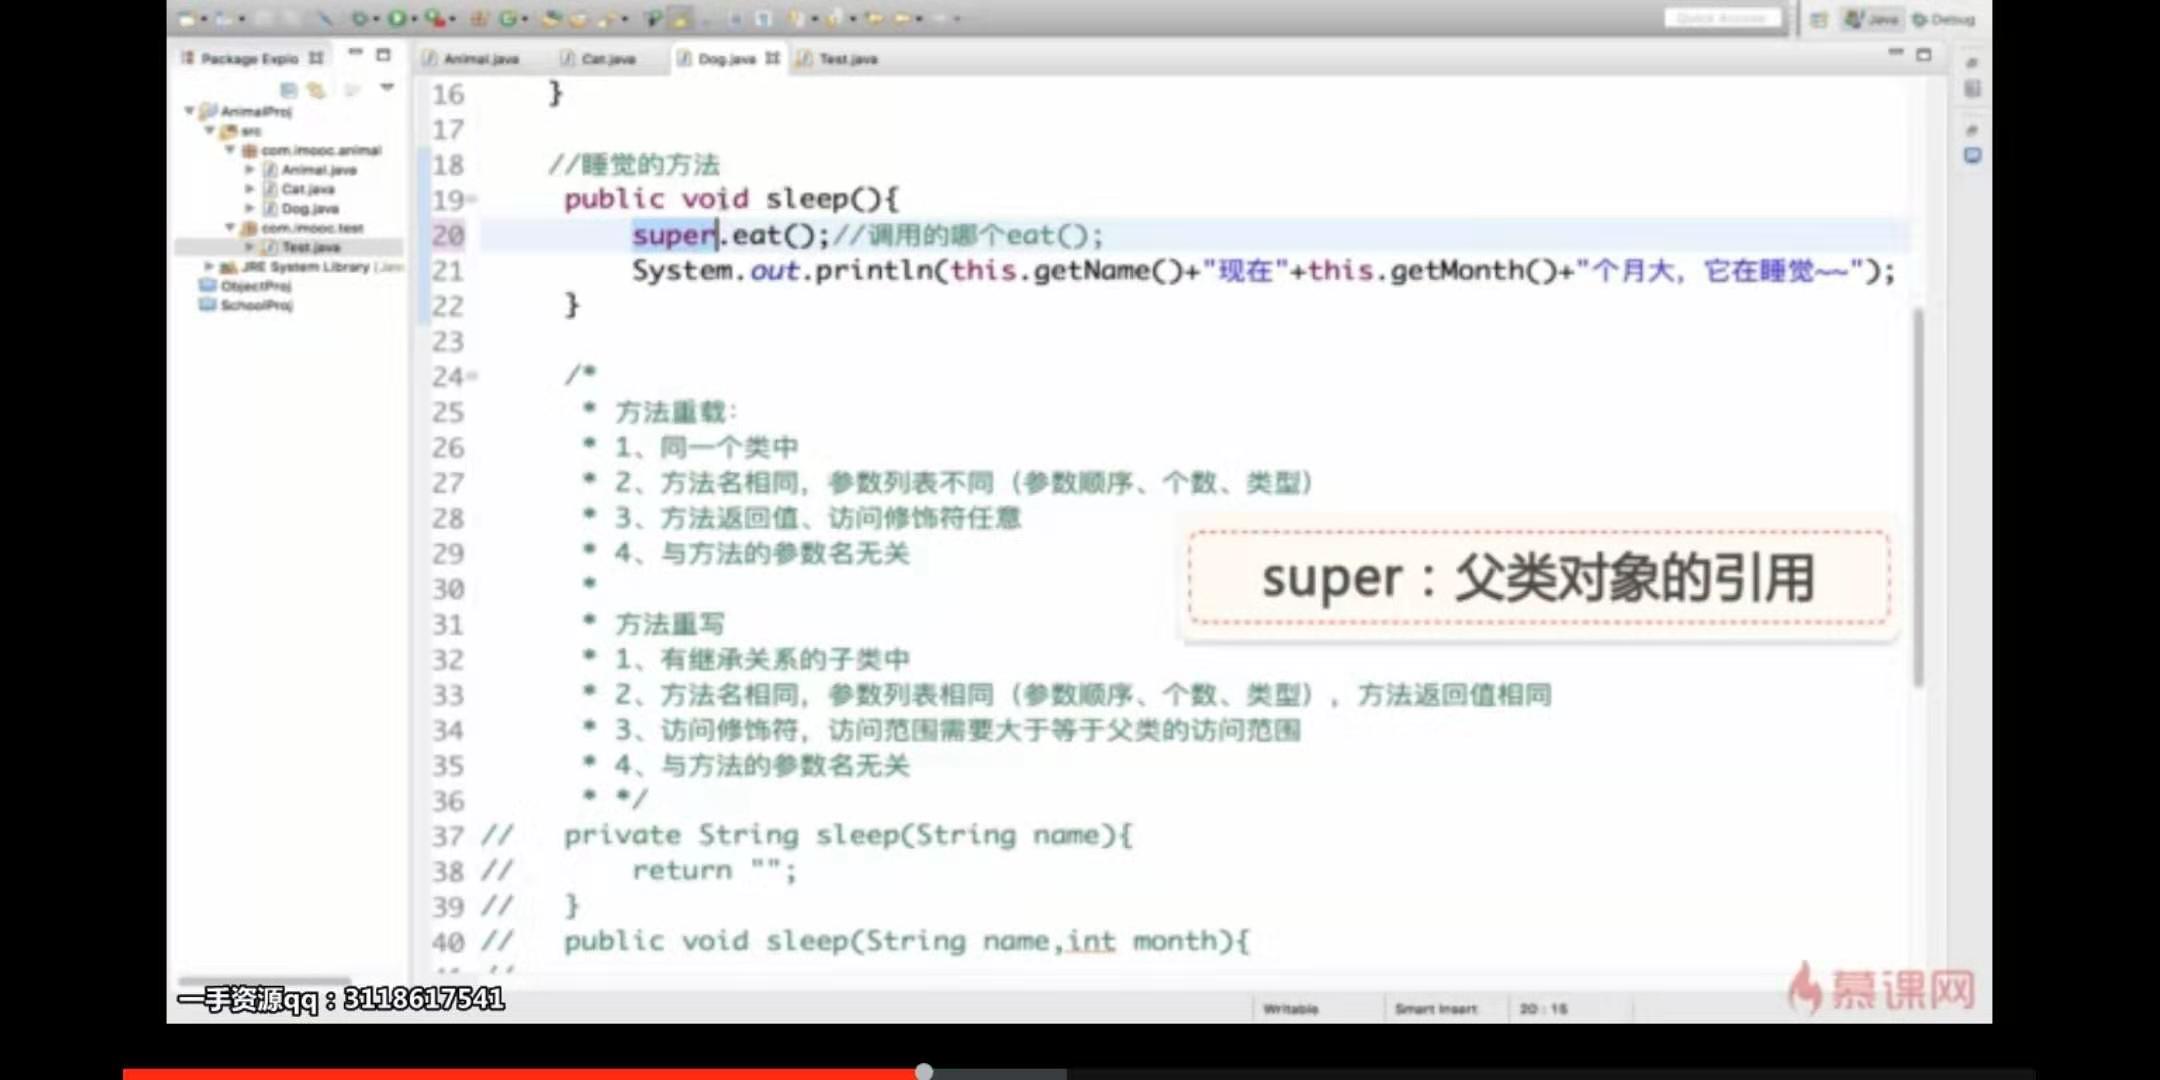 Quick Access
Java
Debug
Package Explo
Animal.java
Cat.java
Dog.java
Test.java
AnimalProj
src
com.imooc.animal
Animal.java
Cat.java
Dog.java
com.imooc.test
Test.java
JRE System Library
ObjectProj
SchoolProj
16 }
17
18 //睡觉的方法
19 public void sleep(){
20 super.eat();//调用的哪个eat();
21 System.out.println(this.getName()+"现在"+this.getMonth()+"个月大，它在睡觉~~");
22 }
23
24 /*
25 * 方法重载：
26 * 1、同一个类中
27 * 2、方法名相同，参数列表不同（参数顺序、个数、类型）
28 * 3、方法返回值、访问修饰符任意
29 * 4、与方法的参数名无关
30 *
31 * 方法重写
32 * 1、有继承关系的子类中
33 * 2、方法名相同，参数列表相同（参数顺序、个数、类型），方法返回值相同
34 * 3、访问修饰符，访问范围需要大于等于父类的访问范围
35 * 4、与方法的参数名无关
36 * */
37 // private String sleep(String name){
38 // return "";
39 // }
40 // public void sleep(String name,int month){
super：父类对象的引用
一手资源qq：3118617541
Writable
Smart Insert
20 : 15
慕课网